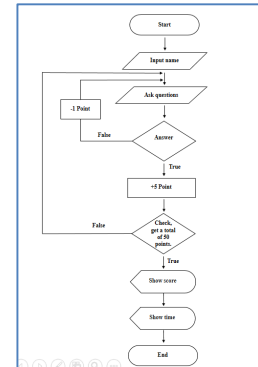 Start
Input name
Ask questions
-1 Point
False
Answer
True
+5 Point
False
Check,
get a total
of 50
points.
True
Show score
Show time
End